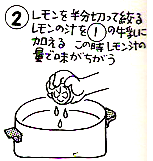 ② レモンを半分切って絞る
レモンの汁を①の牛乳に
加える この時レモン汁の
量で味がちがう